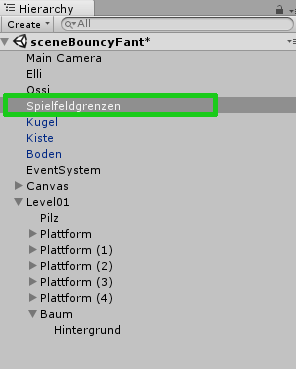 Hierarchy
Create All
sceneBouncyFant*
Main Camera
Elli
Ossi
Spielfeldgrenzen
Kugel
Kiste
Boden
EventSystem
Canvas
Level01
Pilz
Plattform
Plattform (1)
Plattform (2)
Plattform (3)
Plattform (4)
Baum
Hintergrund